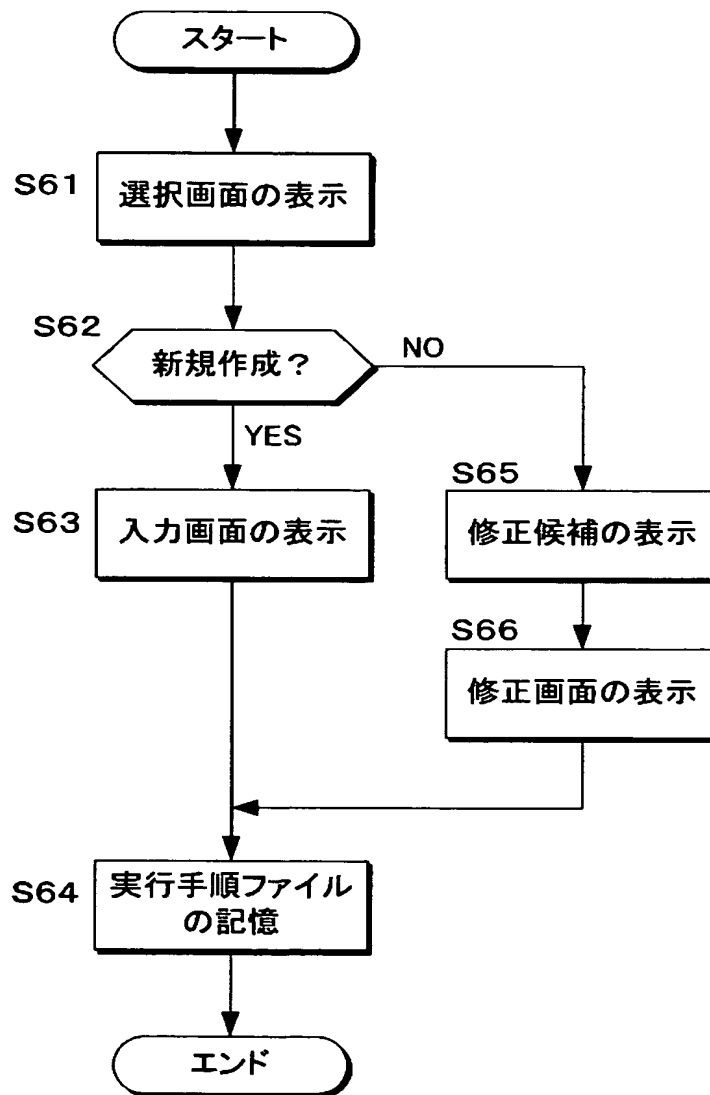 スタート
S61
選択画面の表示
S62
新規作成？
NO
YES
S63
入力画面の表示
S65
修正候補の表示
S66
修正画面の表示
S64
実行手順ファイル
の記憶
エンド